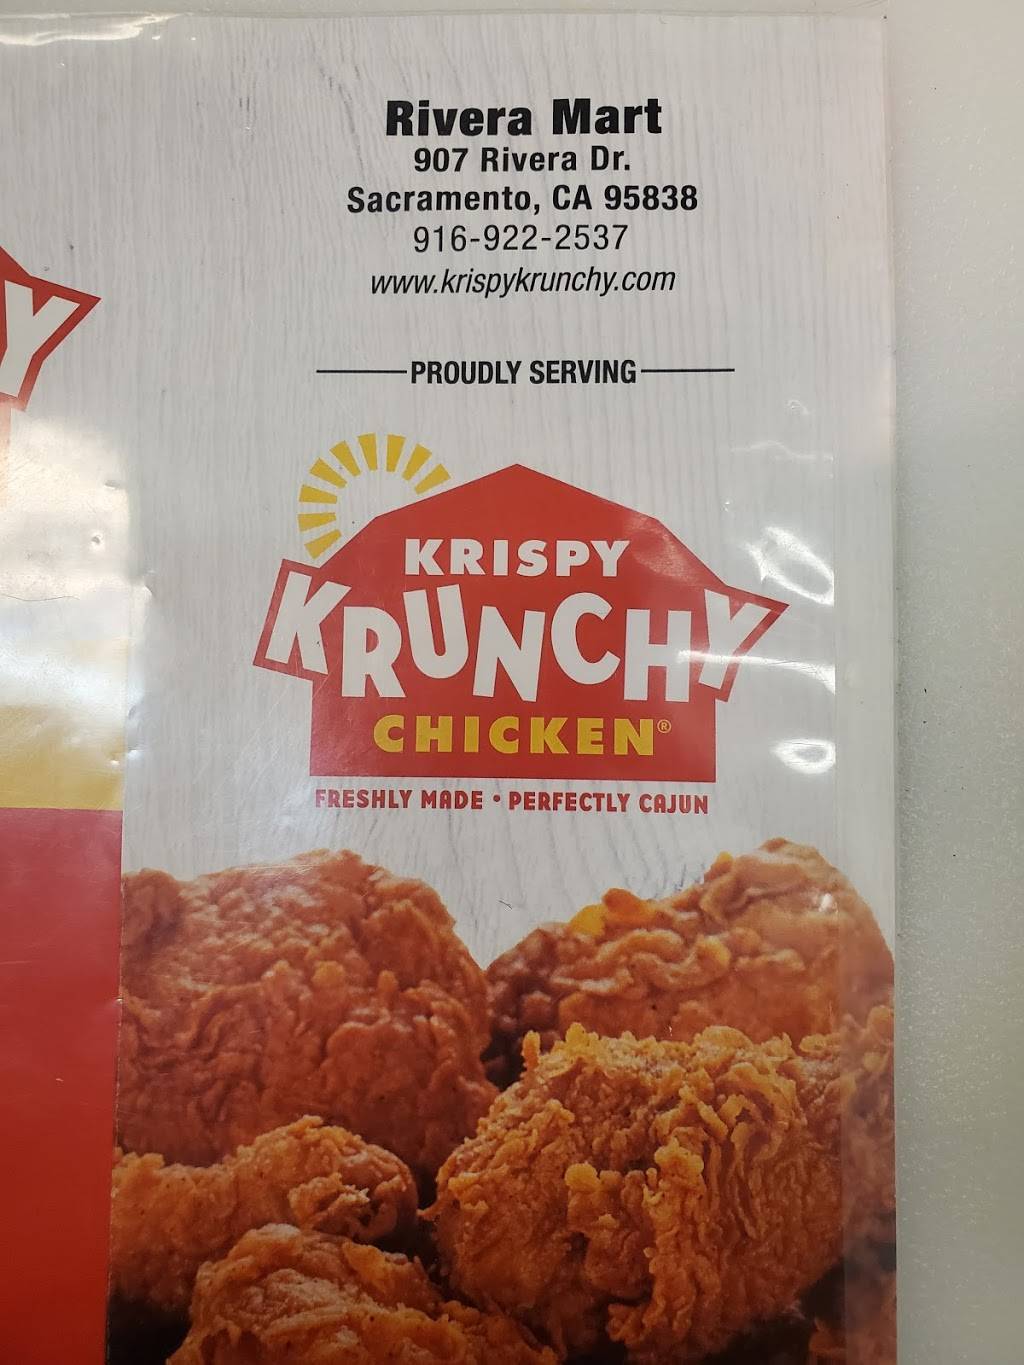 Rivera Mart
907 Rivera Dr.
Sacramento, CA 95838
916-922-2537
www.krispykrunchy.com
PROUDLY SERVING
KRISPY
KRUNCHY
CHICKEN®
FRESHLY MADE • PERFECTLY CAJUN
Y